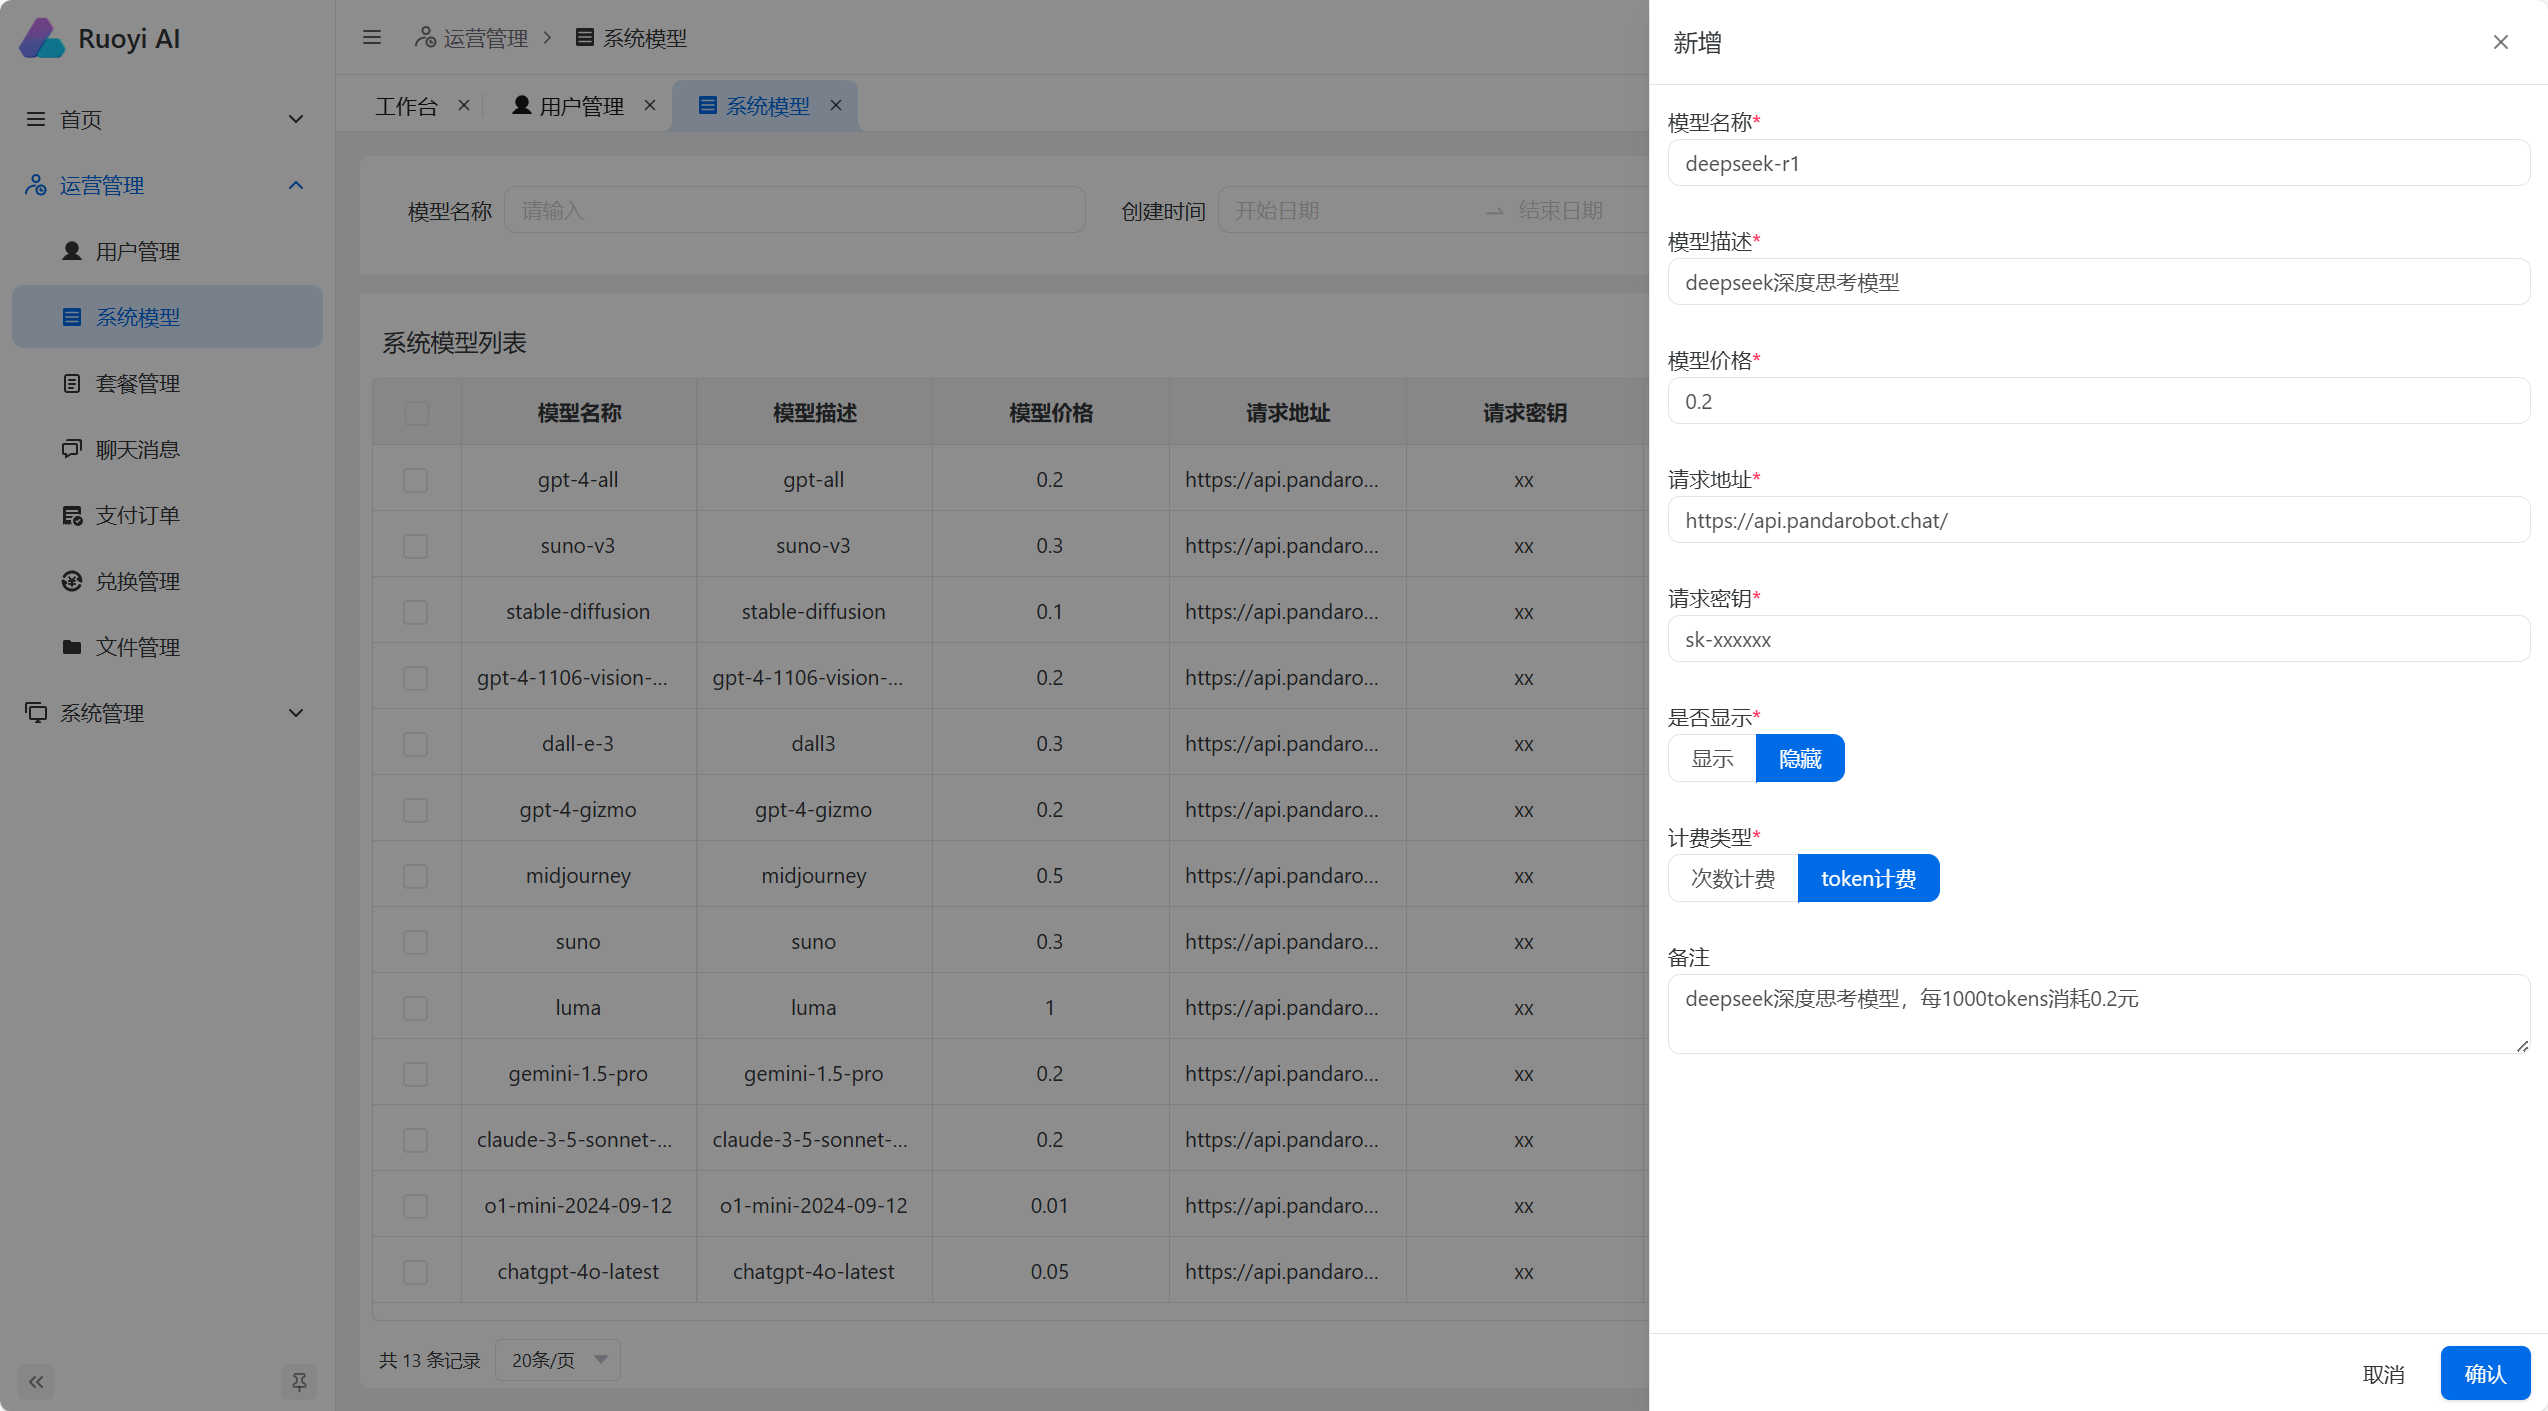 Ruoyi AI
首页
运营管理
用户管理
系统模型
套餐管理
聊天消息
支付订单
兑换管理
文件管理
系统管理
运营管理 > 系统模型
工作台 × 用户管理 × 系统模型 ×
模型名称 请输入 创建时间 开始日期 → 结束日期
系统模型列表
模型名称 模型描述 模型价格 请求地址 请求密钥
gpt-4-all gpt-all 0.2 https://api.pandaro... xx
suno-v3 suno-v3 0.3 https://api.pandaro... xx
stable-diffusion stable-diffusion 0.1 https://api.pandaro... xx
gpt-4-1106-vision-... gpt-4-1106-vision-... 0.2 https://api.pandaro... xx
dall-e-3 dall3 0.3 https://api.pandaro... xx
gpt-4-gizmo gpt-4-gizmo 0.2 https://api.pandaro... xx
midjourney midjourney 0.5 https://api.pandaro... xx
suno suno 0.3 https://api.pandaro... xx
luma luma 1 https://api.pandaro... xx
gemini-1.5-pro gemini-1.5-pro 0.2 https://api.pandaro... xx
claude-3-5-sonnet-... claude-3-5-sonnet-... 0.2 https://api.pandaro... xx
o1-mini-2024-09-12 o1-mini-2024-09-12 0.01 https://api.pandaro... xx
chatgpt-4o-latest chatgpt-4o-latest 0.05 https://api.pandaro... xx
共 13 条记录 20条/页
新增
模型名称*
deepseek-r1
模型描述*
deepseek深度思考模型
模型价格*
0.2
请求地址*
https://api.pandarobot.chat/
请求密钥*
sk-xxxxxx
是否显示*
显示 隐藏
计费类型*
次数计费 token计费
备注
deepseek深度思考模型，每1000tokens消耗0.2元
取消 确认